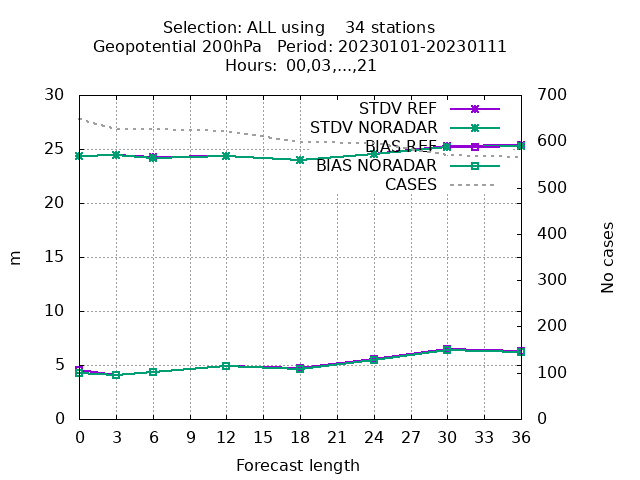 Selection: ALL using    34 stations
Geopotential 200hPa   Period: 20230101-20230111
Hours: 00,03,...,21
30
25
20
15
10
5
0
m
700
600
500
400
300
200
100
0
No cases
STDV REF
STDV NORADAR
BIAS REF
BIAS NORADAR
CASES
0 3 6 9 12 15 18 21 24 27 30 33 36
Forecast length